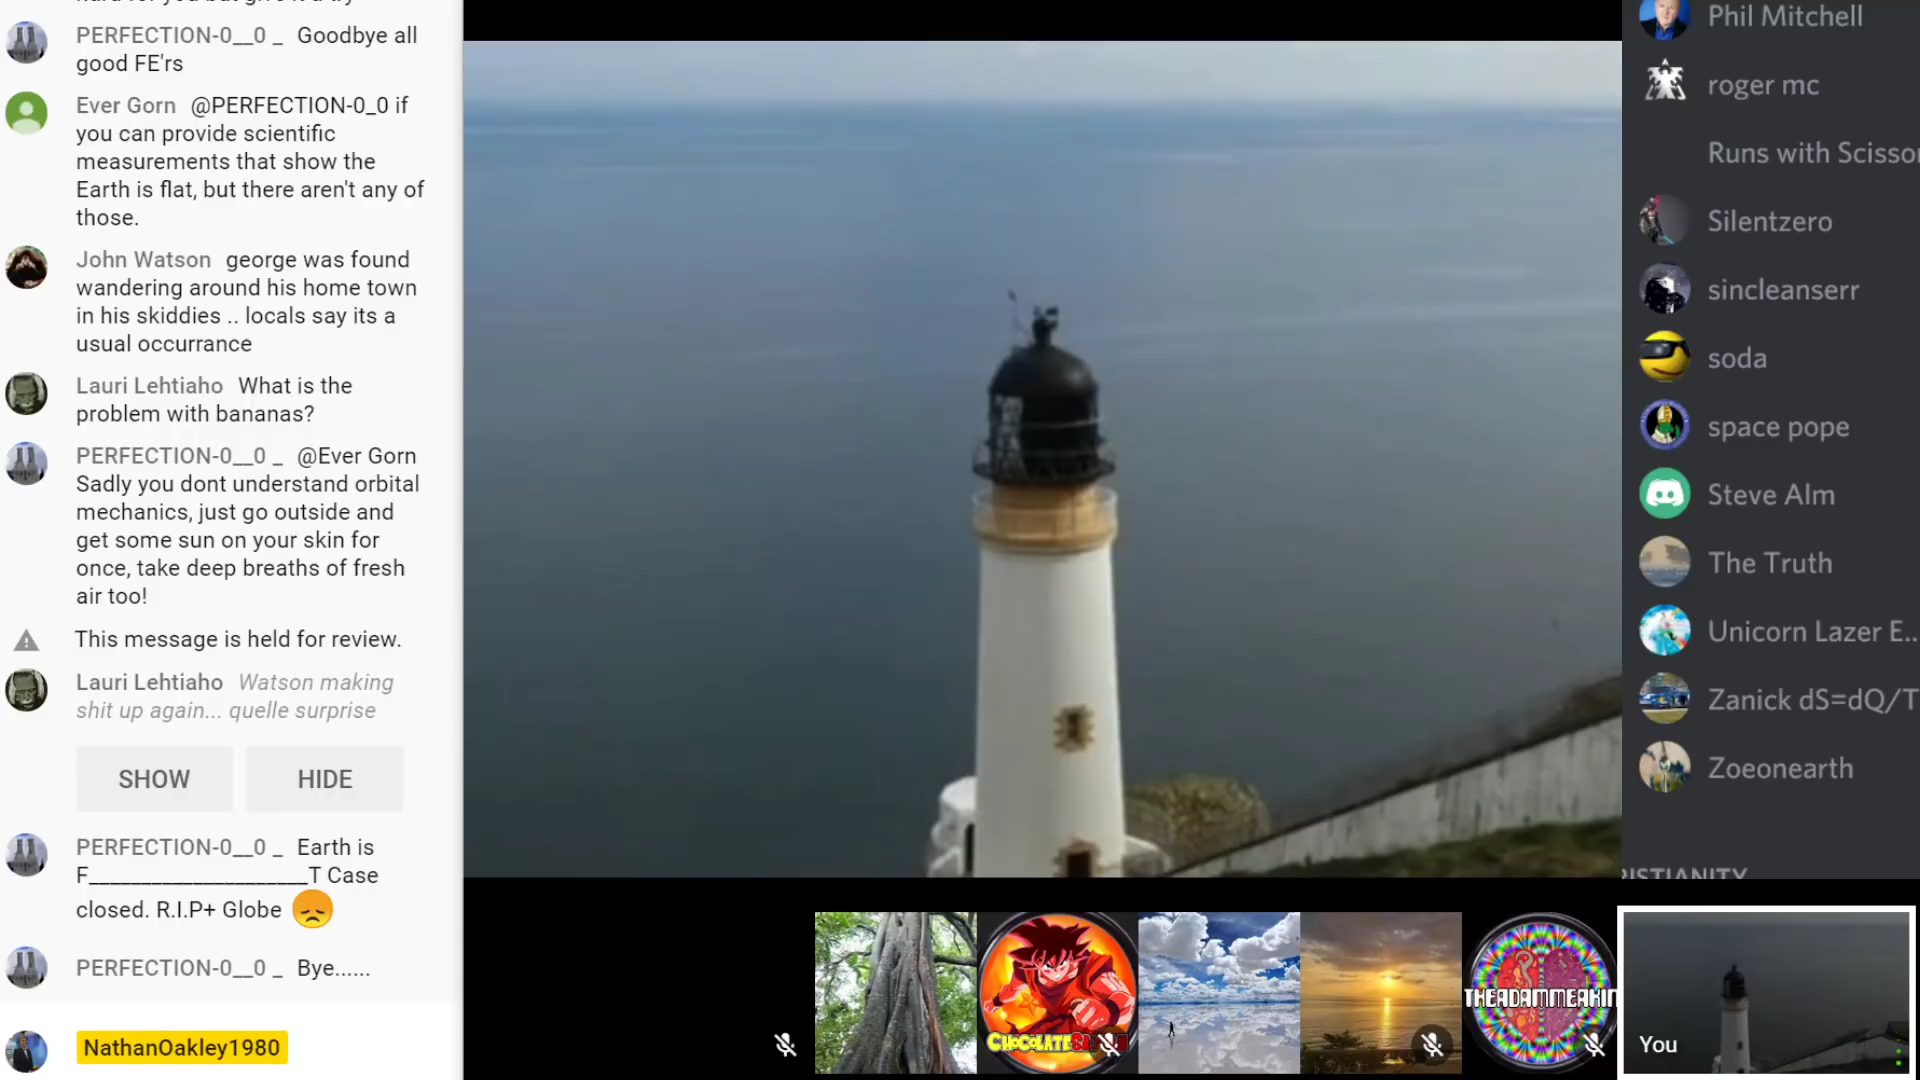 PERFECTION-0__0 _ Goodbye all
good FE'rs
Ever Gorn @PERFECTION-0_0 if
you can provide scientific
measurements that show the
Earth is flat, but there aren't any of
those.
John Watson george was found
wandering around his home town
in his skiddies .. locals say its a
usual occurrance
Lauri Lehtiaho What is the
problem with bananas?
PERFECTION-0__0 _ @Ever Gorn
Sadly you dont understand orbital
mechanics, just go outside and
get some sun on your skin for
once, take deep breaths of fresh
air too!
This message is held for review.
Lauri Lehtiaho Watson making
shit up again... quelle surprise
SHOW HIDE
PERFECTION-0__0 _ Earth is
F____________________T Case
closed. R.I.P+ Globe
PERFECTION-0__0 _ Bye......
NathanOakley1980
Phil Mitchell
roger mc
Runs with Scissor
Silentzero
sincleanserr
soda
space pope
Steve Alm
The Truth
Unicorn Lazer E..
Zanick dS=dQ/T
Zoeonearth
THEADAMMEAKIN
You